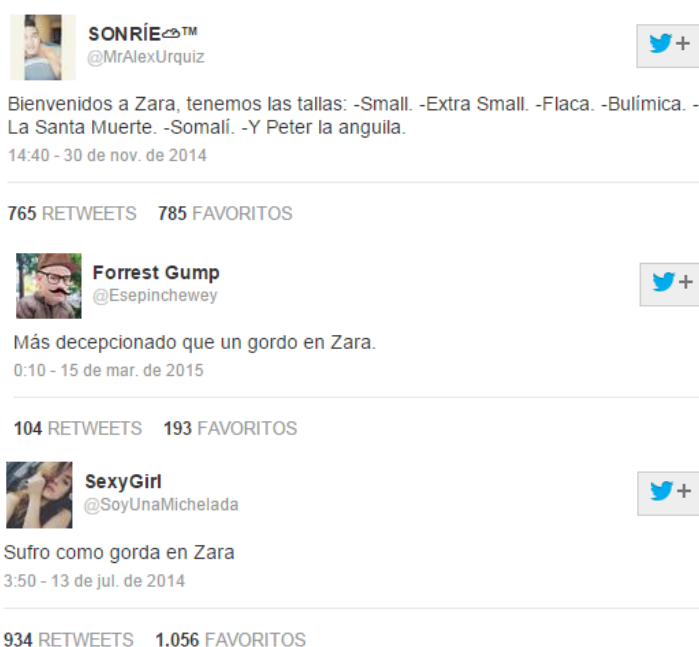 SONRÍE☁™
@MrAlexUrquiz
Bienvenidos a Zara, tenemos las tallas: -Small. -Extra Small. -Flaca. -Bulímica. -
La Santa Muerte. -Somalí. -Y Peter la anguila.
14:40 - 30 de nov. de 2014
765 RETWEETS 785 FAVORITOS
Forrest Gump
@Esepinchewey
Más decepcionado que un gordo en Zara.
0:10 - 15 de mar. de 2015
104 RETWEETS 193 FAVORITOS
SexyGirl
@SoyUnaMichelada
Sufro como gorda en Zara
3:50 - 13 de jul. de 2014
934 RETWEETS 1.056 FAVORITOS